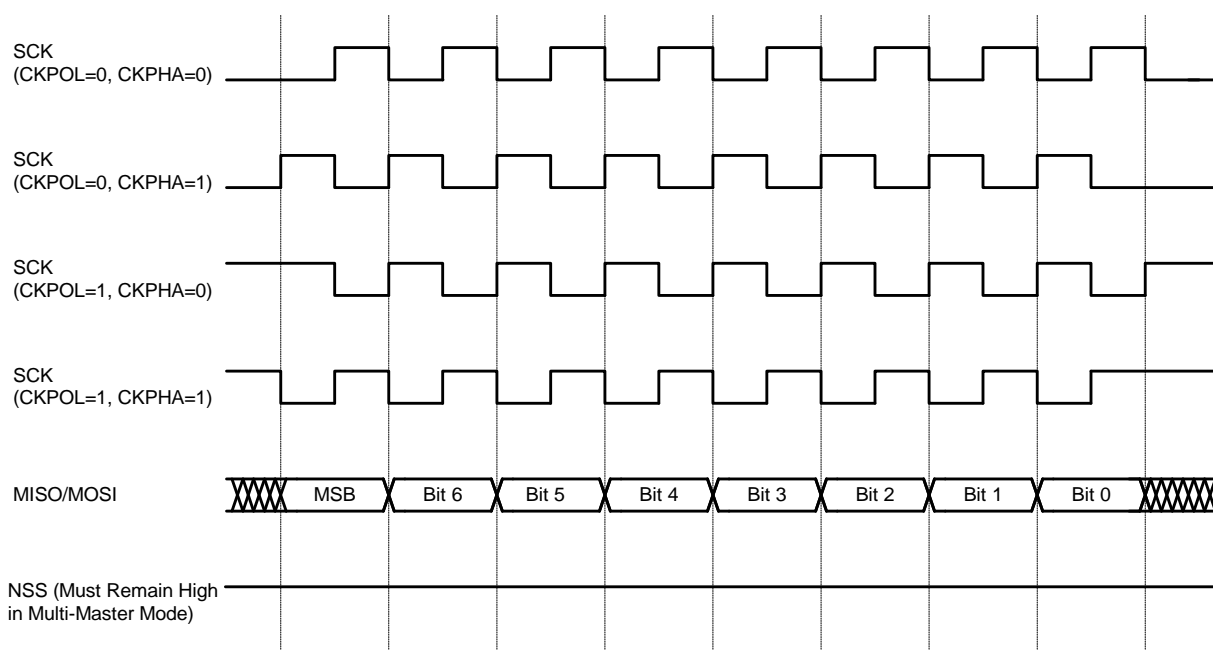 SCK
(CKPOL=0, CKPHA=0)
SCK
(CKPOL=0, CKPHA=1)
SCK
(CKPOL=1, CKPHA=0)
SCK
(CKPOL=1, CKPHA=1)
MISO/MOSI
MSB Bit 6 Bit 5 Bit 4 Bit 3 Bit 2 Bit 1 Bit 0
NSS (Must Remain High
in Multi-Master Mode)